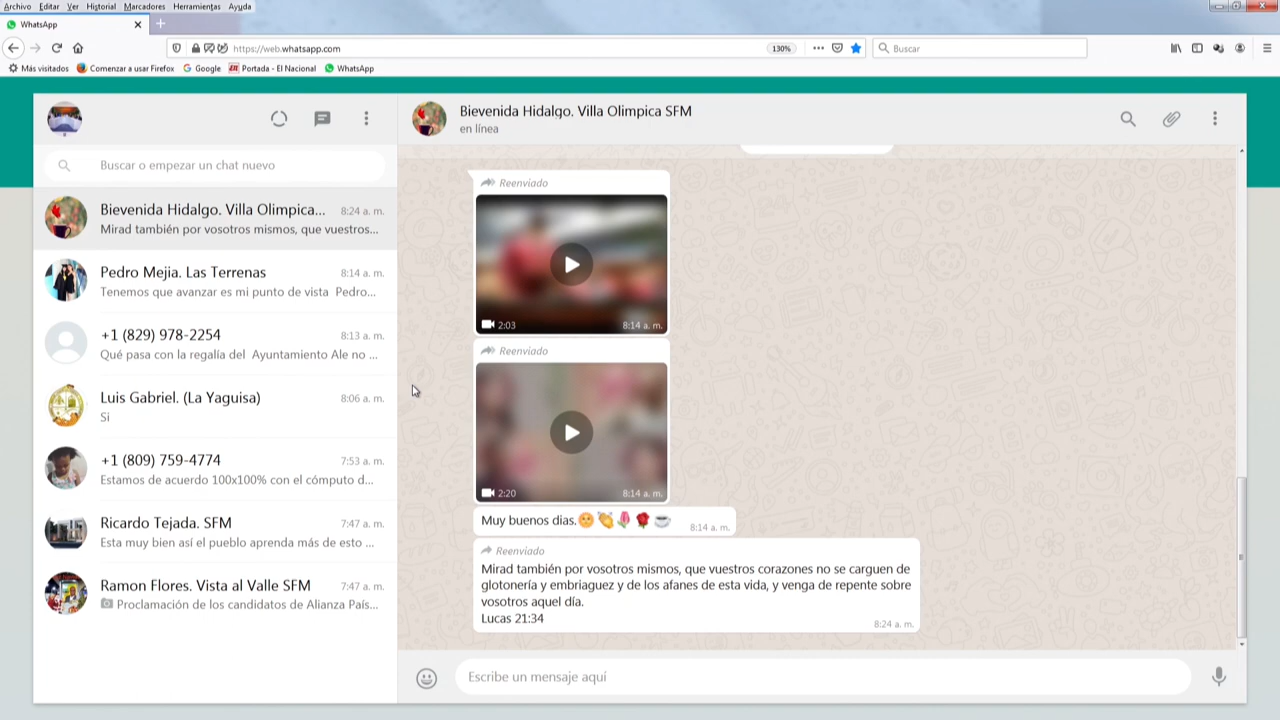 Archivo Editar Ver Historial Marcadores Herramientas Ayuda
WhatsApp
https://web.whatsapp.com
130%
Buscar
Más visitados
Comenzar a usar Firefox
Google
Portada - El Nacional
WhatsApp
Buscar o empezar un chat nuevo
Bievenida Hidalgo. Villa Olimpica... 8:24 a. m.
Mirad también por vosotros mismos, que vuestros...
Pedro Mejia. Las Terrenas 8:14 a. m.
Tenemos que avanzar es mi punto de vista Pedro...
+1 (829) 978-2254 8:13 a. m.
Qué pasa con la regalía del Ayuntamiento Ale no ...
Luis Gabriel. (La Yaguisa) 8:06 a. m.
Si
+1 (809) 759-4774 7:53 a. m.
Estamos de acuerdo 100x100% con el cómputo d...
Ricardo Tejada. SFM 7:47 a. m.
Esta muy bien así el pueblo aprenda más de esto ...
Ramon Flores. Vista al Valle SFM 7:47 a. m.
Proclamación de los candidatos de Alianza País...
Bievenida Hidalgo. Villa Olimpica SFM
en línea
Reenviado
2:03 8:14 a. m.
Reenviado
2:20 8:14 a. m.
Muy buenos dias. 8:14 a. m.
Reenviado
Mirad también por vosotros mismos, que vuestros corazones no se carguen de
glotonería y embriaguez y de los afanes de esta vida, y venga de repente sobre
vosotros aquel día.
Lucas 21:34
8:24 a. m.
Escribe un mensaje aquí